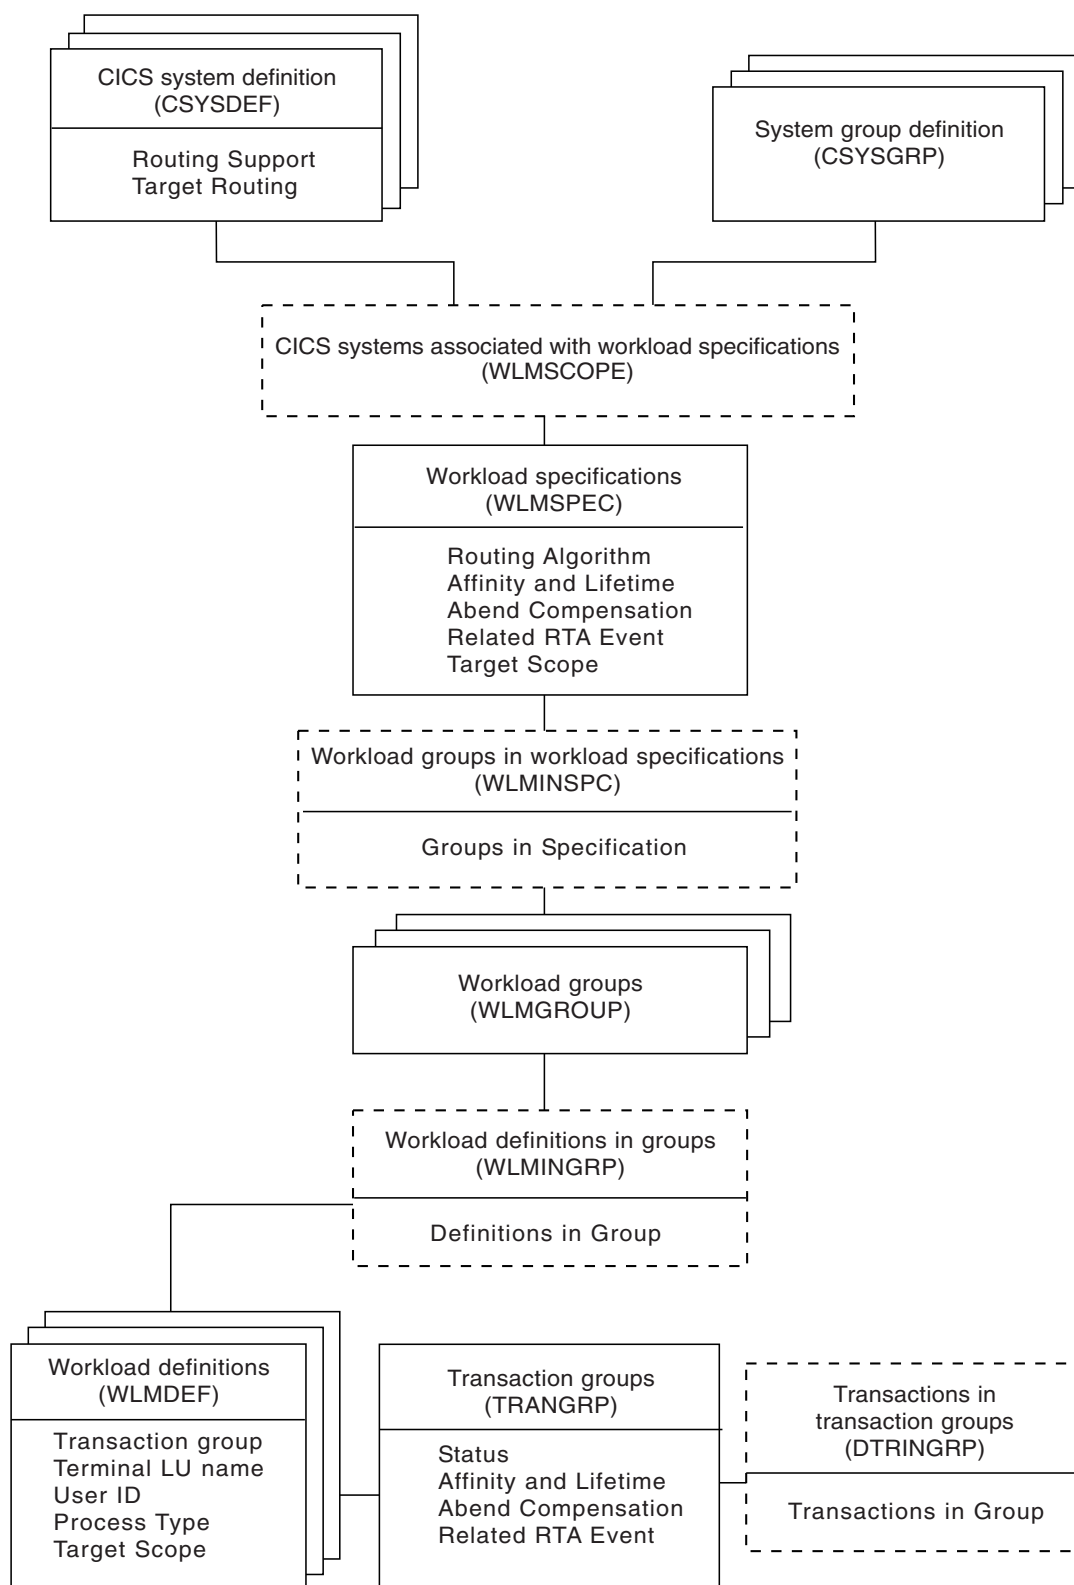 CICS system definition
(CSYSDEF)
Routing Support
Target Routing
System group definition
(CSYSGRP)
CICS systems associated with workload specifications
(WLMSCOPE)
Workload specifications
(WLMSPEC)
Routing Algorithm
Affinity and Lifetime
Abend Compensation
Related RTA Event
Target Scope
Workload groups in workload specifications
(WLMINSPC)
Groups in Specification
Workload groups
(WLMGROUP)
Workload definitions in groups
(WLMINGRP)
Definitions in Group
Workload definitions
(WLMDEF)
Transaction group
Terminal LU name
User ID
Process Type
Target Scope
Transaction groups
(TRANGRP)
Status
Affinity and Lifetime
Abend Compensation
Related RTA Event
Transactions in
transaction groups
(DTRINGRP)
Transactions in Group